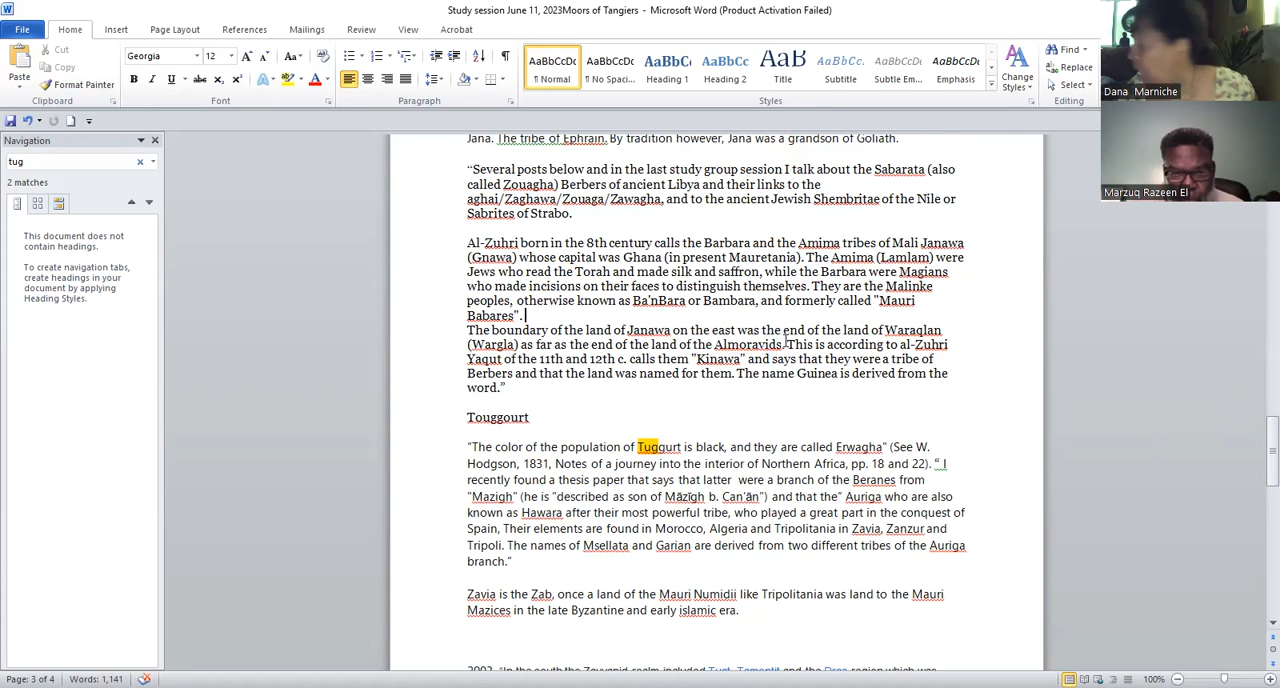 Study session June 11, 2023Moors of Tangiers - Microsoft Word (Product Activation Failed)
File Home Insert Page Layout References Mailings Review View Acrobat
Cut
Copy
Format Painter
Paste
Clipboard
Georgia 12
Font
Paragraph
AaBbCcDc AaBbCcDc AaBbC AaBbCc AaB AaBbCc. AaBbCcDc AaBbCcDc
¶ Normal ¶ No Spaci... Heading 1 Heading 2 Title Subtitle Subtle Em... Emphasis
Styles
Change Styles
Find
Replace
Select
Editing
Dana Marniche
Marzuq Razeen El
Navigation
tug
2 matches
This document does not
contain headings.
To create navigation tabs,
create headings in your
document by applying
Heading Styles.
Jana. The tribe of Ephrain. By tradition however, Jana was a grandson of Goliath.
“Several posts below and in the last study group session I talk about the Sabarata (also
called Zouagha) Berbers of ancient Libya and their links to the
aghai/Zaghawa/Zouaga/Zawagha, and to the ancient Jewish Shembritae of the Nile or
Sabrites of Strabo.
Al-Zuhri born in the 8th century calls the Barbara and the Amima tribes of Mali Janawa
(Gnawa) whose capital was Ghana (in present Mauretania). The Amima (Lamlam) were
Jews who read the Torah and made silk and saffron, while the Barbara were Magians
who made incisions on their faces to distinguish themselves. They are the Malinke
peoples, otherwise known as Ba'nBara or Bambara, and formerly called "Mauri
Babares".
The boundary of the land of Janawa on the east was the end of the land of Waraqlan
(Wargla) as far as the end of the land of the Almoravids. This is according to al-Zuhri
Yaqut of the 11th and 12th c. calls them "Kinawa" and says that they were a tribe of
Berbers and that the land was named for them. The name Guinea is derived from the
word.”
Touggourt
“The color of the population of Tuggurt is black, and they are called Erwagha" (See W.
Hodgson, 1831, Notes of a journey into the interior of Northern Africa, pp. 18 and 22). “ I
recently found a thesis paper that says that latter were a branch of the Beranes from
"Mazigh" (he is "described as son of Māzīgh b. Can'ān”) and that the” Auriga who are also
known as Hawara after their most powerful tribe, who played a great part in the conquest of
Spain, Their elements are found in Morocco, Algeria and Tripolitania in Zavia, Zanzur and
Tripoli. The names of Msellata and Garian are derived from two different tribes of the Auriga
branch.”
Zavia is the Zab, once a land of the Mauri Numidii like Tripolitania was land to the Mauri
Mazices in the late Byzantine and early islamic era.
2002 “In the south the Zayyanid realm included Tuat, Tamentit and the Draa region which was
Page: 3 of 4 Words: 1,141 100%